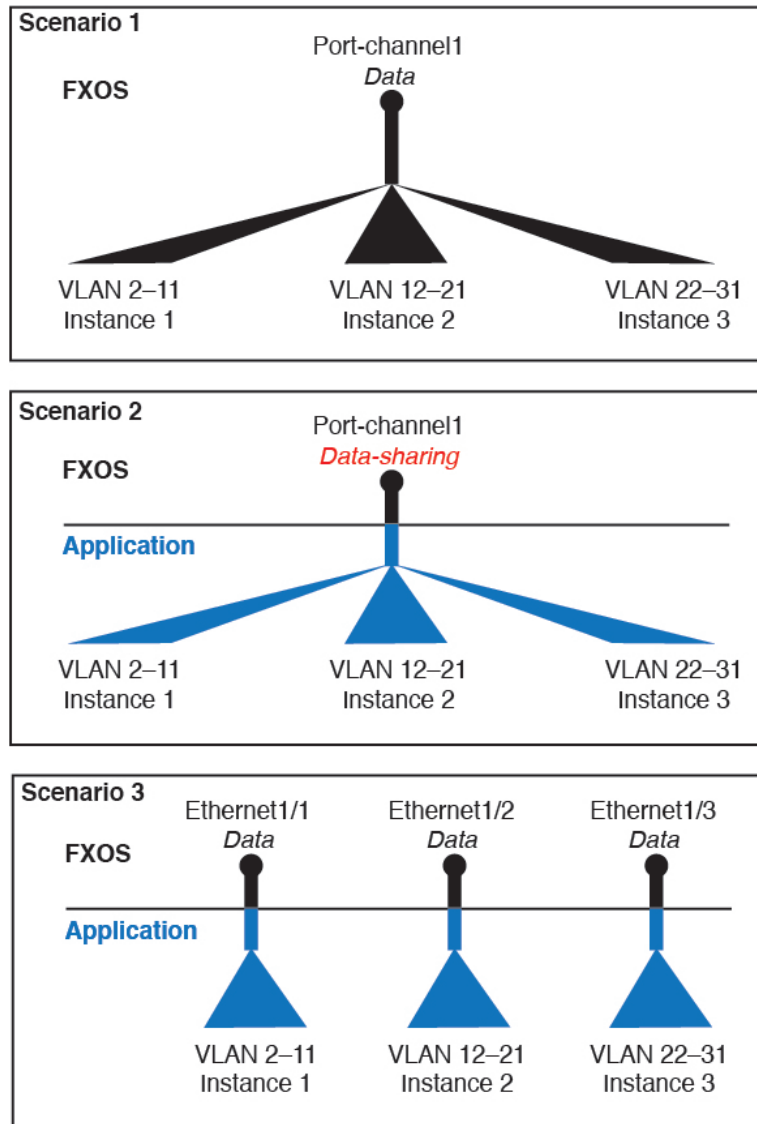 Scenario 1
Port-channel1
Data
FXOS
VLAN 2–11 VLAN 12–21 VLAN 22–31
Instance 1 Instance 2 Instance 3
Scenario 2
Port-channel1
Data-sharing
FXOS
Application
VLAN 2–11 VLAN 12–21 VLAN 22–31
Instance 1 Instance 2 Instance 3
Scenario 3
Ethernet1/1 Ethernet1/2 Ethernet1/3
Data Data Data
FXOS
Application
VLAN 2–11 VLAN 12–21 VLAN 22–31
Instance 1 Instance 2 Instance 3